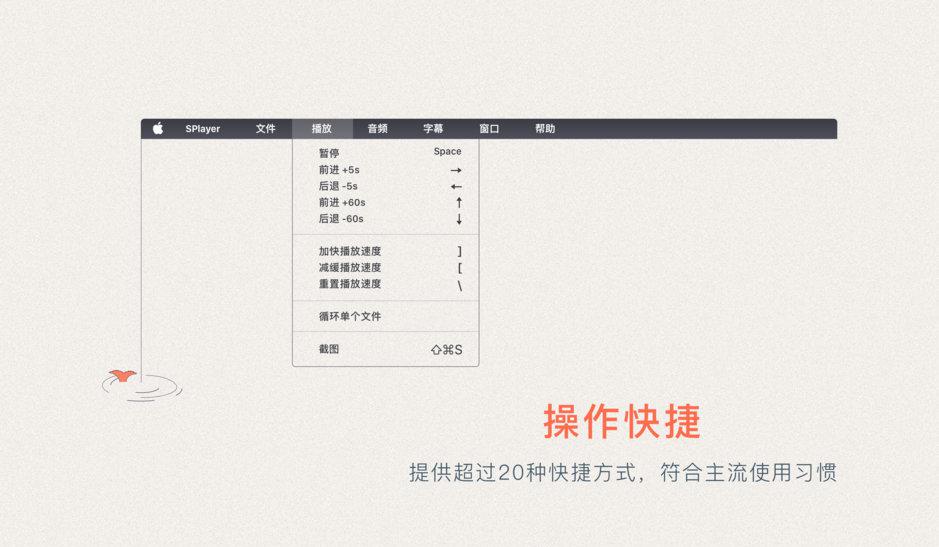 SPlayer 文件 播放 音频 字幕 窗口 帮助
暂停 Space
前进 +5s →
后退 -5s ←
前进 +60s ↑
后退 -60s ↓
加快播放速度 ]
减缓播放速度 [
重置播放速度 \
循环单个文件
截图 ⇧⌘S
操作快捷
提供超过20种快捷方式，符合主流使用习惯